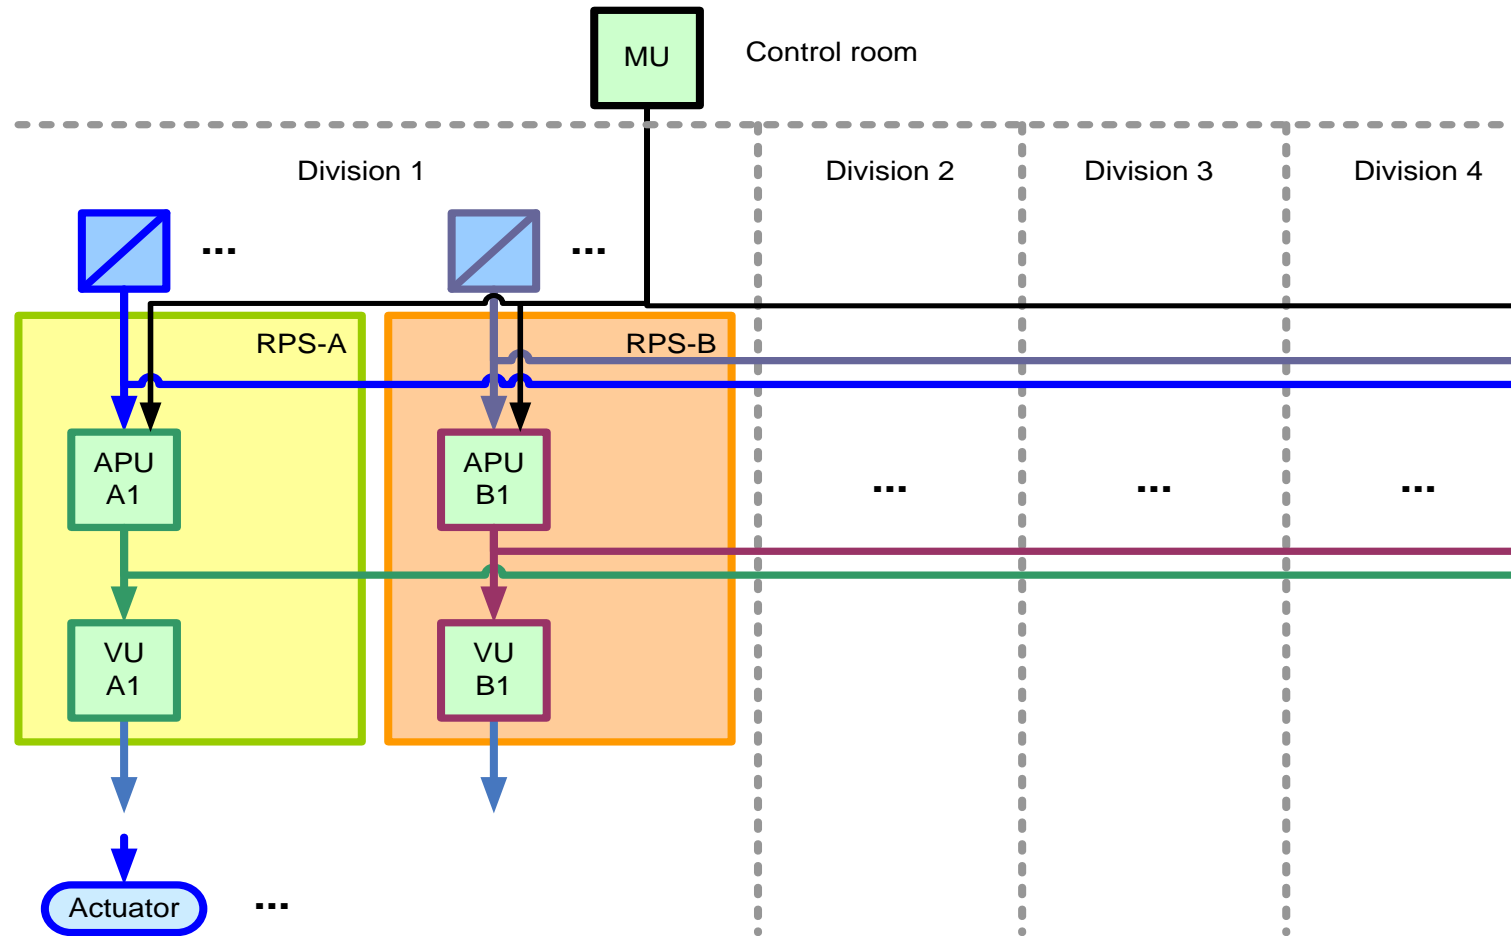 MU
Control room
Division 1
Division 2
Division 3
Division 4
...
...
RPS-A
RPS-B
APU
A1
APU
B1
...
...
...
VU
A1
VU
B1
Actuator
...